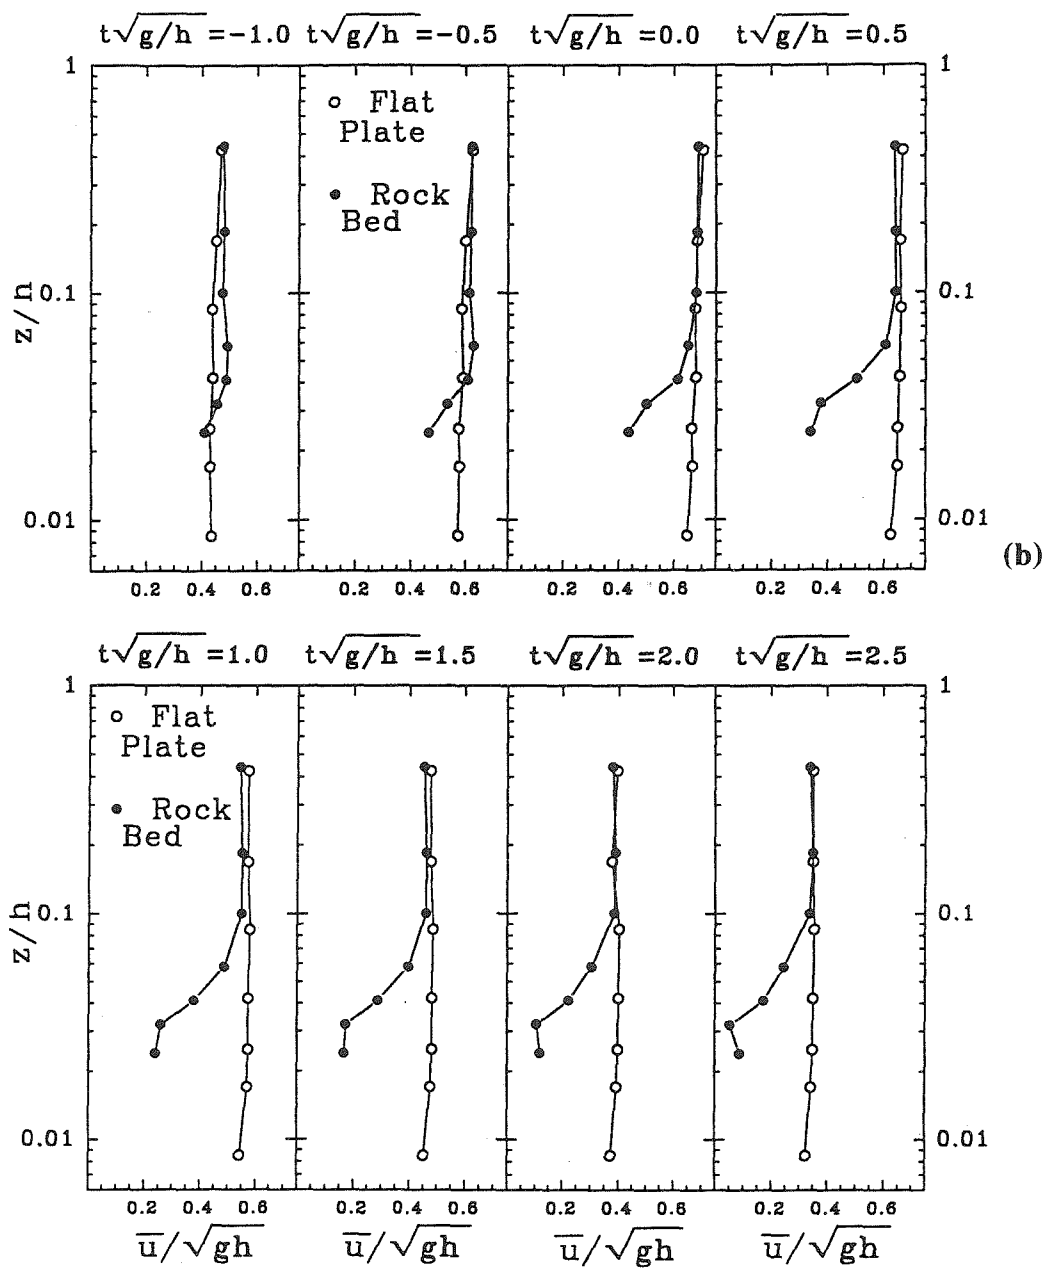 t√g/h =−1.0 t√g/h =−0.5 t√g/h =0.0 t√g/h =0.5
1 1
Flat
Plate
Rock
Bed
z/h
0.1 0.1
0.01 0.01
(b)
0.2 0.4 0.6 0.2 0.4 0.6 0.2 0.4 0.6 0.2 0.4 0.6
t√g/h =1.0 t√g/h =1.5 t√g/h =2.0 t√g/h =2.5
1 1
Flat
Plate
Rock
Bed
z/h
0.1 0.1
0.01 0.01
0.2 0.4 0.6 0.2 0.4 0.6 0.2 0.4 0.6 0.2 0.4 0.6
u̅/√gh u̅/√gh u̅/√gh u̅/√gh